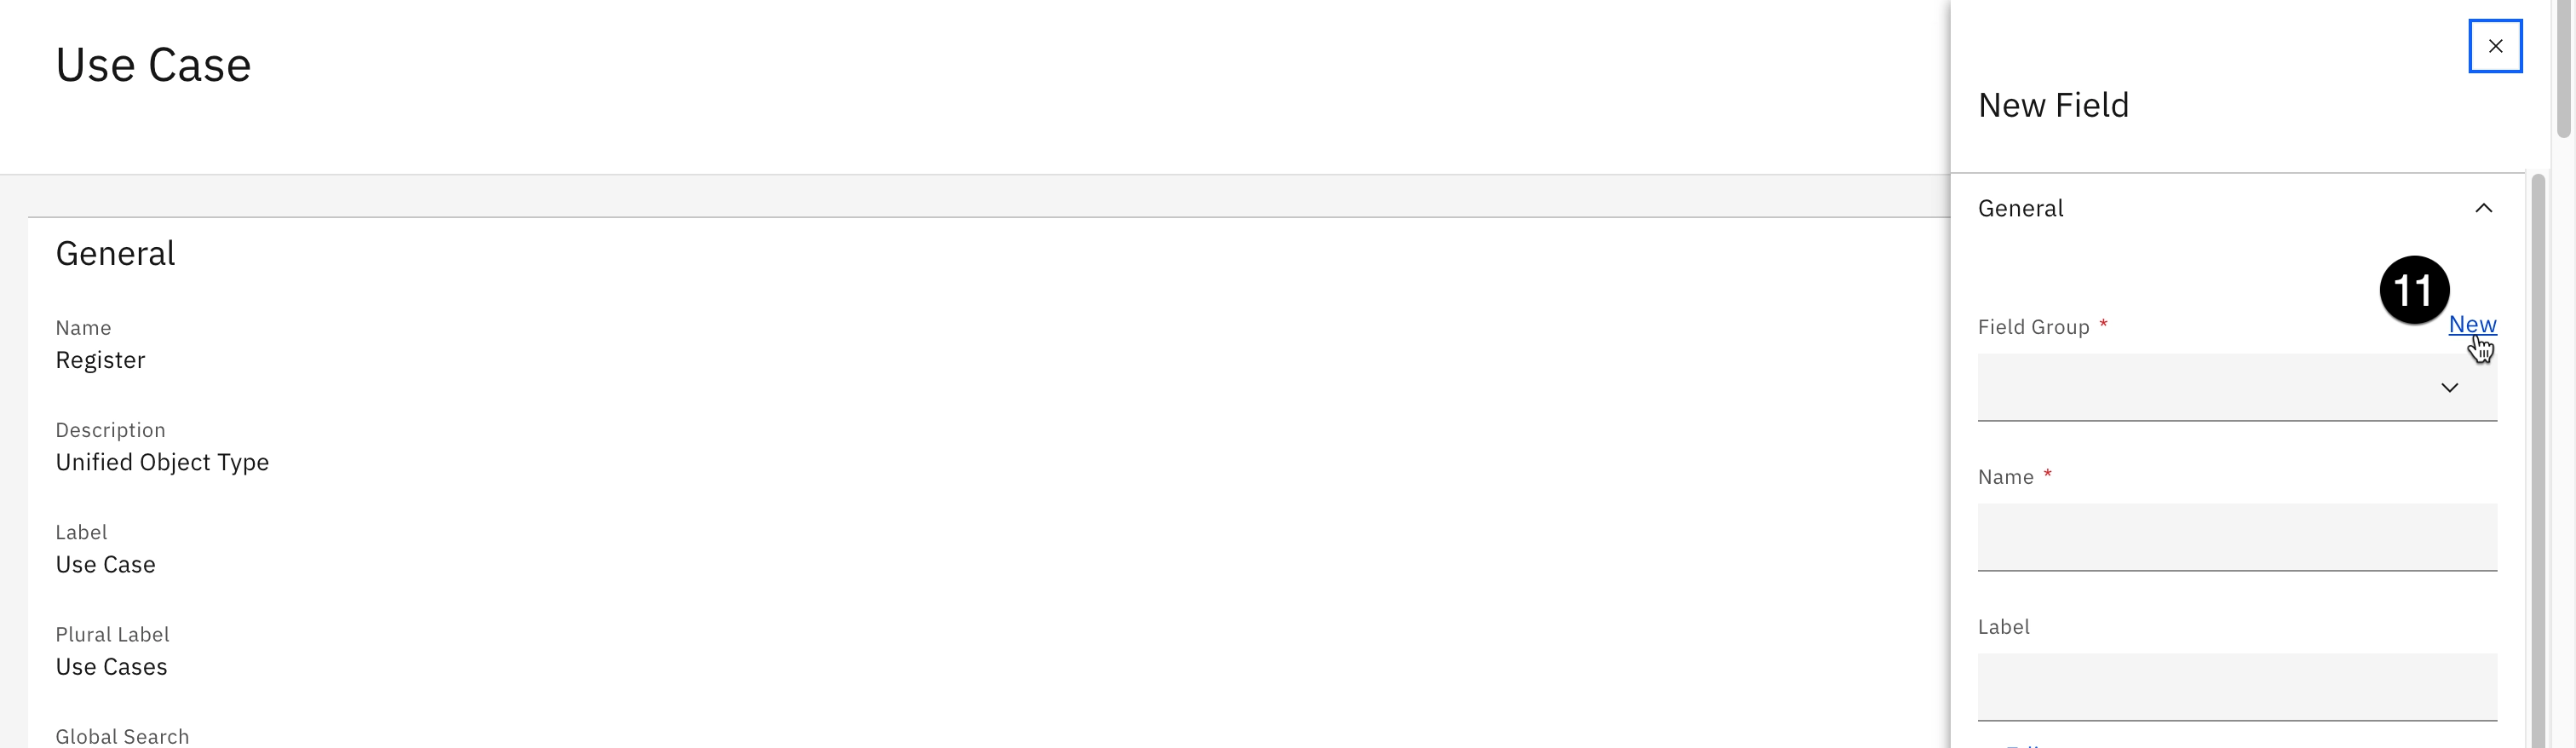 Use Case
General
Name
Register
Description
Unified Object Type
Label
Use Case
Plural Label
Use Cases
Global Search
New Field
General
11
Field Group *
New
Name *
Label